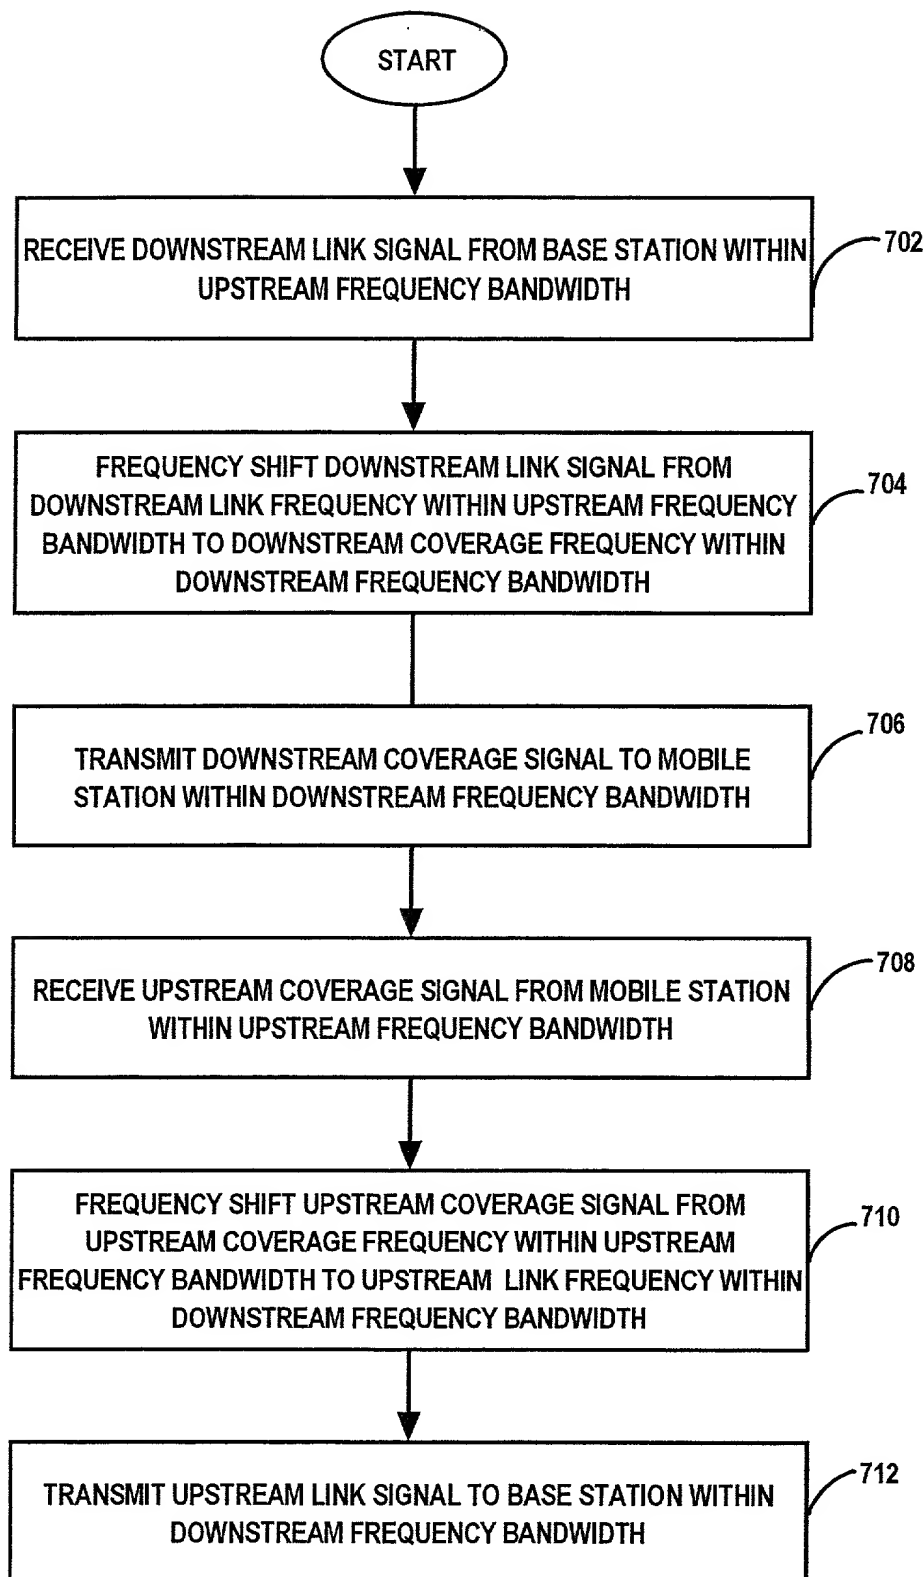 START
RECEIVE DOWNSTREAM LINK SIGNAL FROM BASE STATION WITHIN
UPSTREAM FREQUENCY BANDWIDTH
702
FREQUENCY SHIFT DOWNSTREAM LINK SIGNAL FROM
DOWNSTREAM LINK FREQUENCY WITHIN UPSTREAM FREQUENCY
BANDWIDTH TO DOWNSTREAM COVERAGE FREQUENCY WITHIN
DOWNSTREAM FREQUENCY BANDWIDTH
704
TRANSMIT DOWNSTREAM COVERAGE SIGNAL TO MOBILE
STATION WITHIN DOWNSTREAM FREQUENCY BANDWIDTH
706
RECEIVE UPSTREAM COVERAGE SIGNAL FROM MOBILE STATION
WITHIN UPSTREAM FREQUENCY BANDWIDTH
708
FREQUENCY SHIFT UPSTREAM COVERAGE SIGNAL FROM
UPSTREAM COVERAGE FREQUENCY WITHIN UPSTREAM
FREQUENCY BANDWIDTH TO UPSTREAM LINK FREQUENCY WITHIN
DOWNSTREAM FREQUENCY BANDWIDTH
710
TRANSMIT UPSTREAM LINK SIGNAL TO BASE STATION WITHIN
DOWNSTREAM FREQUENCY BANDWIDTH
712